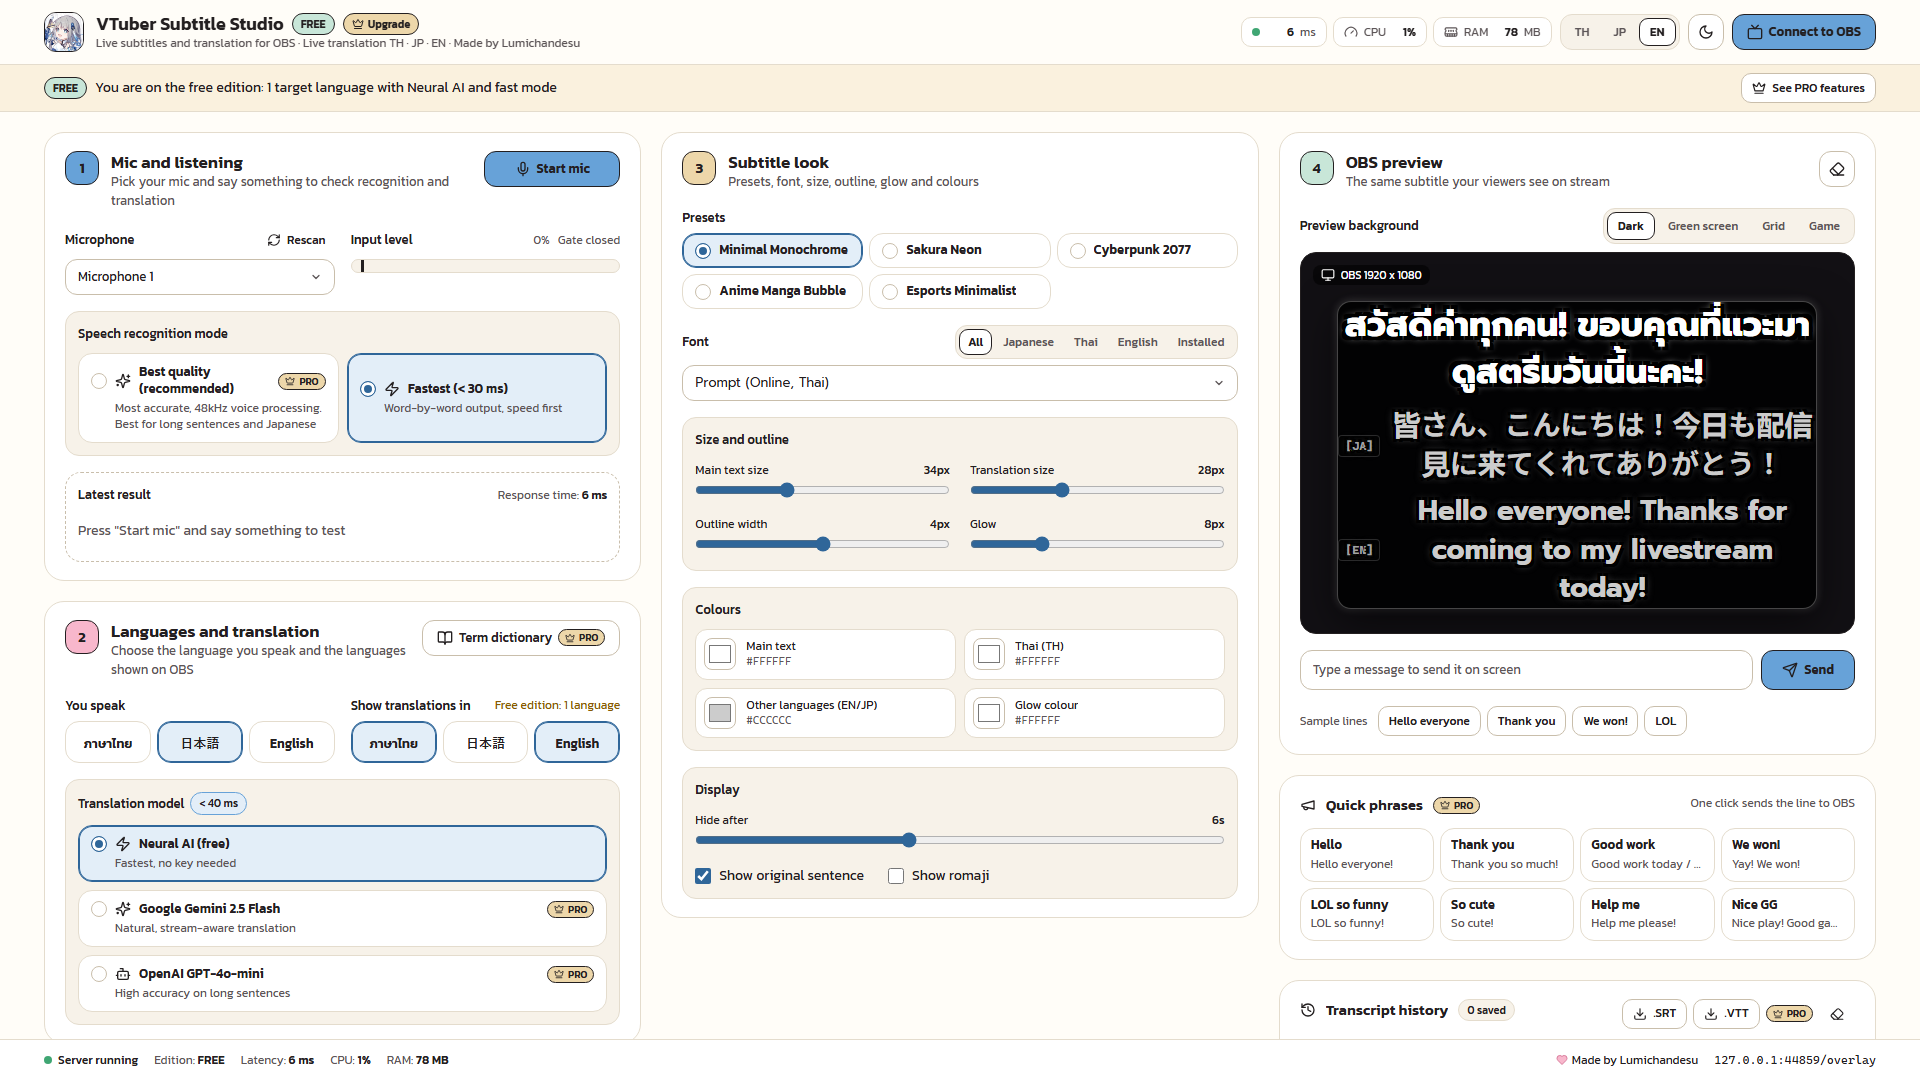 VTuber Subtitle Studio FREE Upgrade
Live subtitles and translation for OBS · Live translation TH · JP · EN · Made by Lumichandesu
6 ms
CPU 1%
RAM 78 MB
TH JP EN
Connect to OBS
FREE You are on the free edition: 1 target language with Neural AI and fast mode
See PRO features
1
Mic and listening
Pick your mic and say something to check recognition and
translation
Start mic
Microphone
Rescan
Microphone 1
Input level
0% Gate closed
Speech recognition mode
Best quality
(recommended)
PRO
Most accurate, 48kHz voice processing.
Best for long sentences and Japanese
Fastest (< 30 ms)
Word-by-word output, speed first
Latest result
Response time: 6 ms
Press "Start mic" and say something to test
2
Languages and translation
Choose the language you speak and the languages
shown on OBS
Term dictionary PRO
You speak
ภาษาไทย 日本語 English
Show translations in
Free edition: 1 language
ภาษาไทย 日本語 English
Translation model < 40 ms
Neural AI (free)
Fastest, no key needed
Google Gemini 2.5 Flash
PRO
Natural, stream-aware translation
OpenAI GPT-4o-mini
PRO
High accuracy on long sentences
3
Subtitle look
Presets, font, size, outline, glow and colours
Presets
Minimal Monochrome
Sakura Neon
Cyberpunk 2077
Anime Manga Bubble
Esports Minimalist
Font
All Japanese Thai English Installed
Prompt (Online, Thai)
Size and outline
Main text size 34px
Translation size 28px
Outline width 4px
Glow 8px
Colours
Main text
#FFFFFF
Thai (TH)
#FFFFFF
Other languages (EN/JP)
#CCCCCC
Glow colour
#FFFFFF
Display
Hide after 6s
Show original sentence
Show romaji
4
OBS preview
The same subtitle your viewers see on stream
Preview background
Dark Green screen Grid Game
OBS 1920 x 1080
สวัสดีค่าทุกคน! ขอบคุณที่แวะมา
ดูสตรีมวันนี้นะคะ!
[JA]
皆さん、こんにちは！今日も配信
見に来てくれてありがとう！
[EN]
Hello everyone! Thanks for
coming to my livestream
today!
Type a message to send it on screen
Send
Sample lines
Hello everyone
Thank you
We won!
LOL
Quick phrases PRO
One click sends the line to OBS
Hello
Hello everyone!
Thank you
Thank you so much!
Good work
Good work today / ...
We won!
Yay! We won!
LOL so funny
LOL so funny!
So cute
So cute!
Help me
Help me please!
Nice GG
Nice play! Good ga...
Transcript history 0 saved
.SRT
.VTT
PRO
Server running Edition: FREE Latency: 6 ms CPU: 1% RAM: 78 MB
Made by Lumichandesu 127.0.0.1:44859/overlay